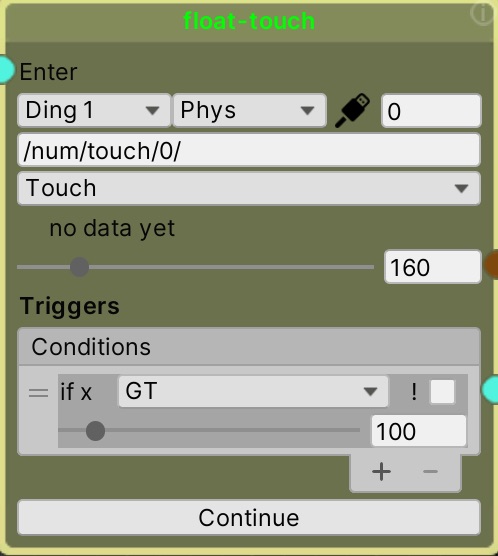 float-touch
Enter
Ding 1 Phys 0
/num/touch/0/
Touch
no data yet
160
Triggers
Conditions
if x GT !
100
+ −
Continue